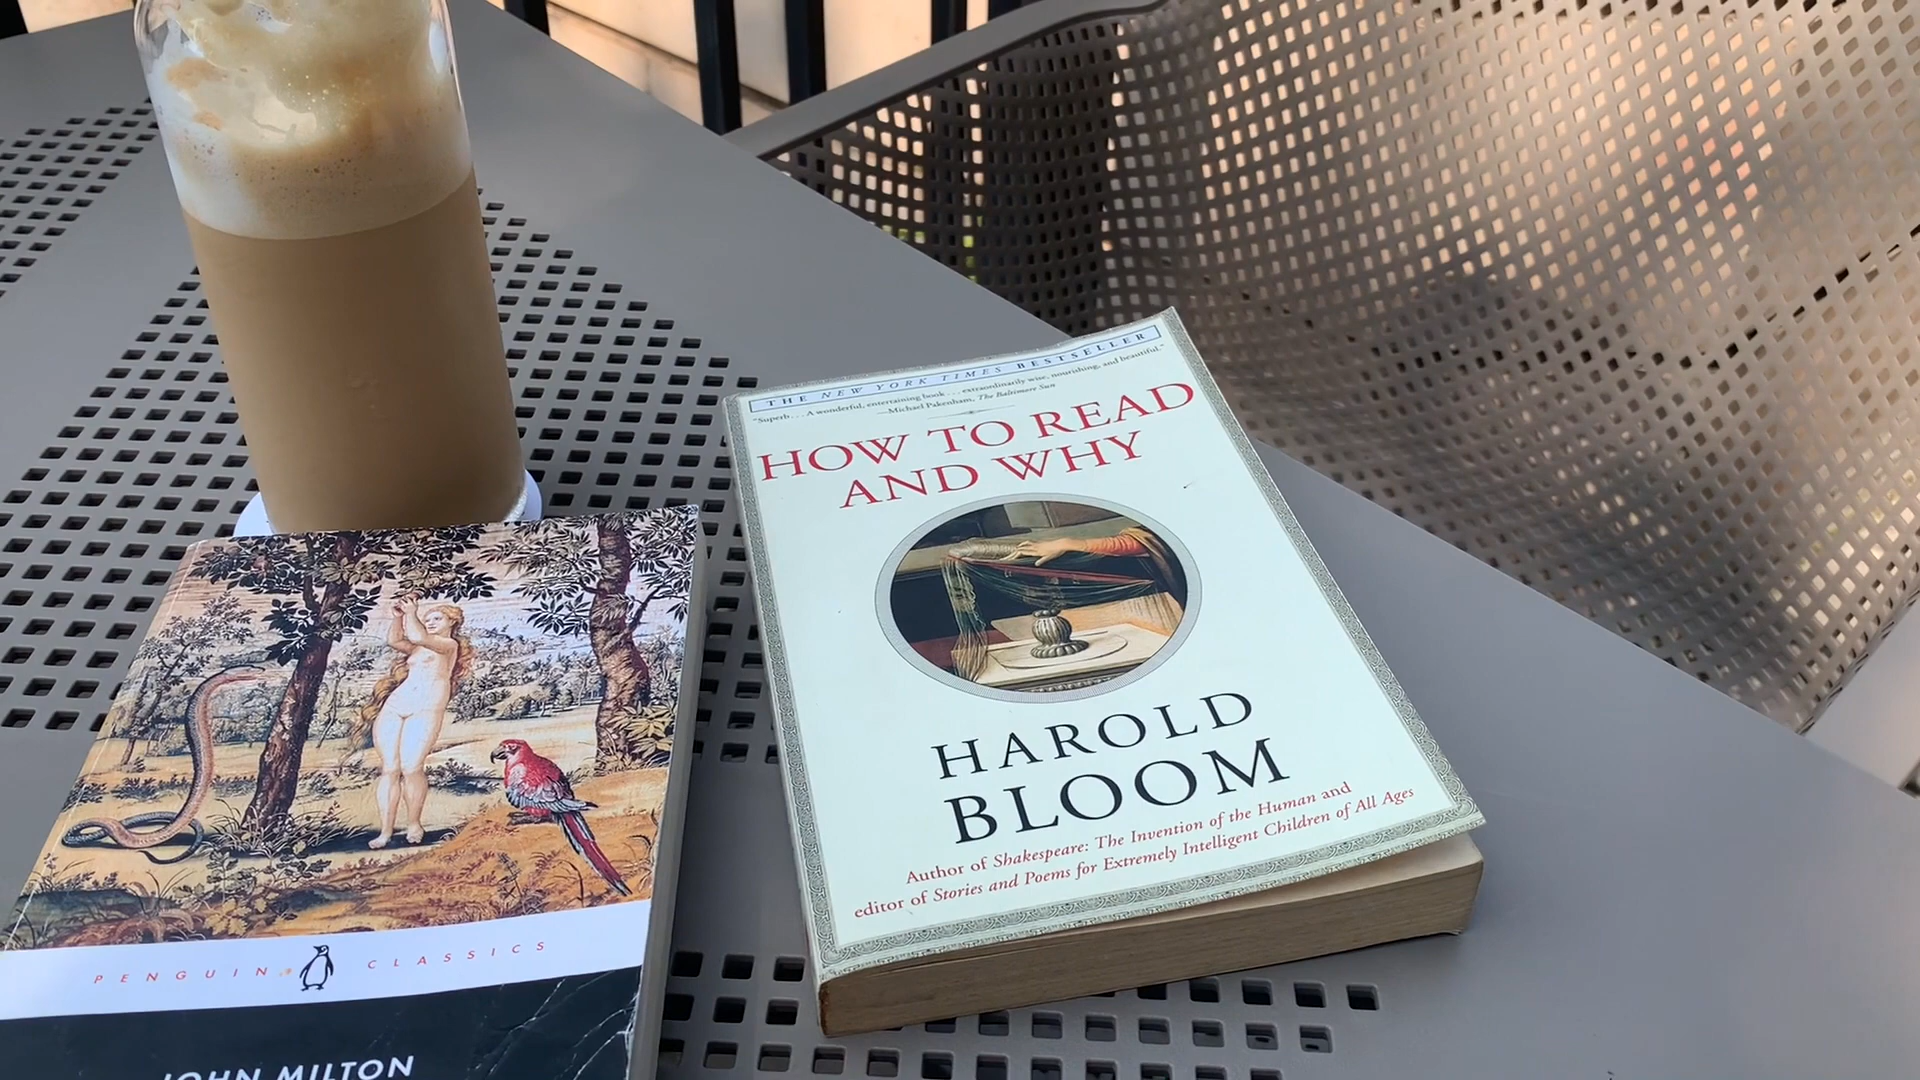 THE NEW YORK TIMES BESTSELLER
"Superb . . . A wonderful, entertaining book . . . extraordinarily wise, nourishing, and beautiful."
—Michael Pakenham, The Baltimore Sun
HOW TO READ
AND WHY
HAROLD
BLOOM
Author of Shakespeare: The Invention of the Human and
editor of Stories and Poems for Extremely Intelligent Children of All Ages
PENGUIN CLASSICS
JOHN MILTON